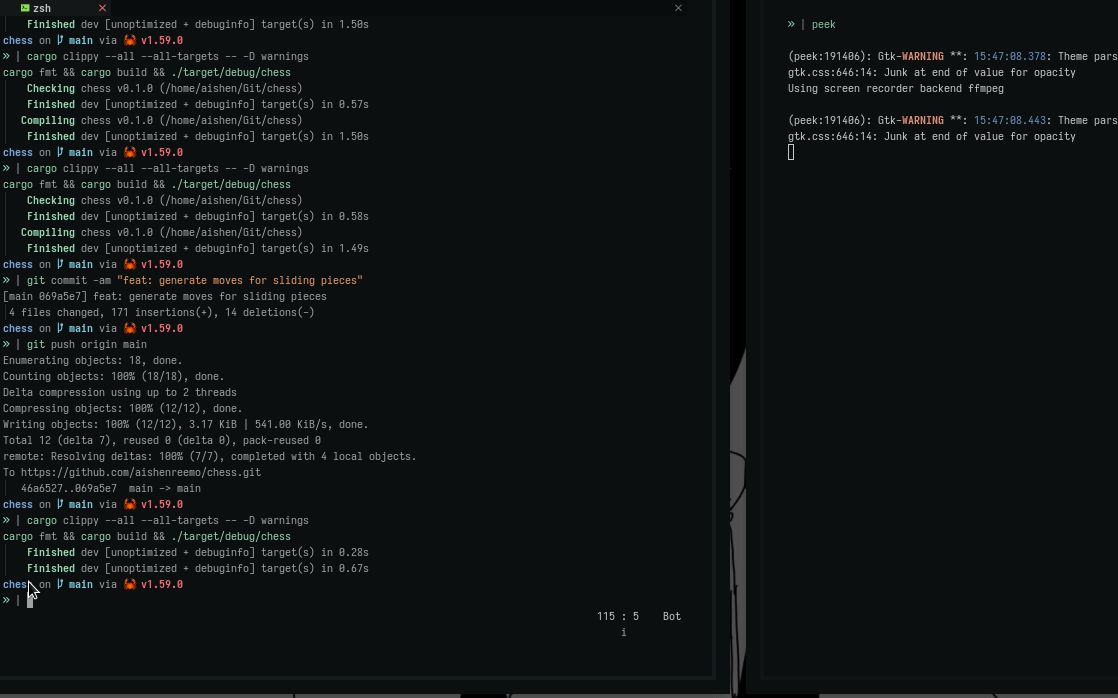 zsh
Finished dev [unoptimized + debuginfo] target(s) in 1.50s
chess on main via 🦀 v1.59.0
» | cargo clippy --all --all-targets -- -D warnings
cargo fmt && cargo build && ./target/debug/chess
Checking chess v0.1.0 (/home/aishen/Git/chess)
Finished dev [unoptimized + debuginfo] target(s) in 0.57s
Compiling chess v0.1.0 (/home/aishen/Git/chess)
Finished dev [unoptimized + debuginfo] target(s) in 1.50s
chess on main via 🦀 v1.59.0
» | cargo clippy --all --all-targets -- -D warnings
cargo fmt && cargo build && ./target/debug/chess
Checking chess v0.1.0 (/home/aishen/Git/chess)
Finished dev [unoptimized + debuginfo] target(s) in 0.58s
Compiling chess v0.1.0 (/home/aishen/Git/chess)
Finished dev [unoptimized + debuginfo] target(s) in 1.49s
chess on main via 🦀 v1.59.0
» | git commit -am "feat: generate moves for sliding pieces"
[main 069a5e7] feat: generate moves for sliding pieces
4 files changed, 171 insertions(+), 14 deletions(-)
chess on main via 🦀 v1.59.0
» | git push origin main
Enumerating objects: 18, done.
Counting objects: 100% (18/18), done.
Delta compression using up to 2 threads
Compressing objects: 100% (12/12), done.
Writing objects: 100% (12/12), 3.17 KiB | 541.00 KiB/s, done.
Total 12 (delta 7), reused 0 (delta 0), pack-reused 0
remote: Resolving deltas: 100% (7/7), completed with 4 local objects.
To https://github.com/aishenreemo/chess.git
46a6527..069a5e7  main -> main
chess on main via 🦀 v1.59.0
» | cargo clippy --all --all-targets -- -D warnings
cargo fmt && cargo build && ./target/debug/chess
Finished dev [unoptimized + debuginfo] target(s) in 0.28s
Finished dev [unoptimized + debuginfo] target(s) in 0.67s
chess on main via 🦀 v1.59.0
» |
115 : 5    Bot
i
» | peek
(peek:191406): Gtk-WARNING **: 15:47:08.378: Theme pars
gtk.css:646:14: Junk at end of value for opacity
Using screen recorder backend ffmpeg
(peek:191406): Gtk-WARNING **: 15:47:08.443: Theme pars
gtk.css:646:14: Junk at end of value for opacity